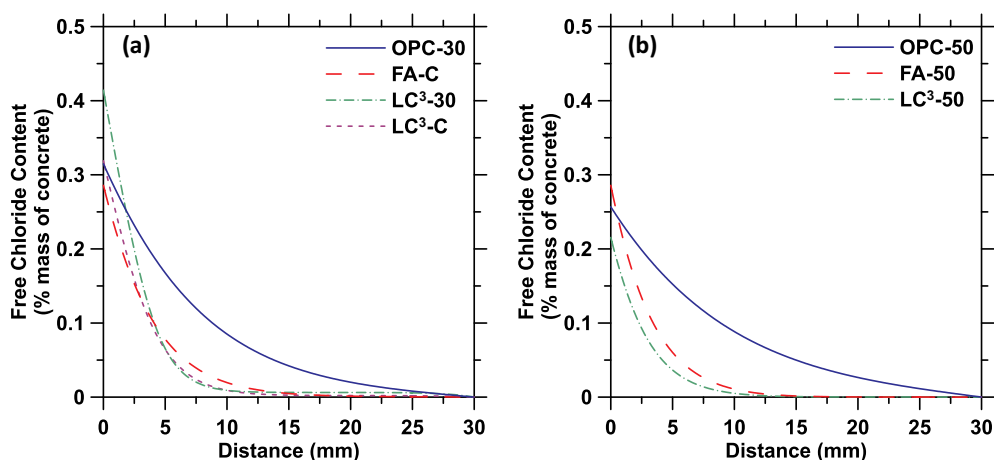 (a)
OPC-30
FA-C
LC³-30
LC³-C
0.5
0.4
0.3
0.2
0.1
0
Free Chloride Content
(% mass of concrete)
0 5 10 15 20 25 30
Distance (mm)
(b)
OPC-50
FA-50
LC³-50
0.5
0.4
0.3
0.2
0.1
0
Free Chloride Content
(% mass of concrete)
0 5 10 15 20 25 30
Distance (mm)